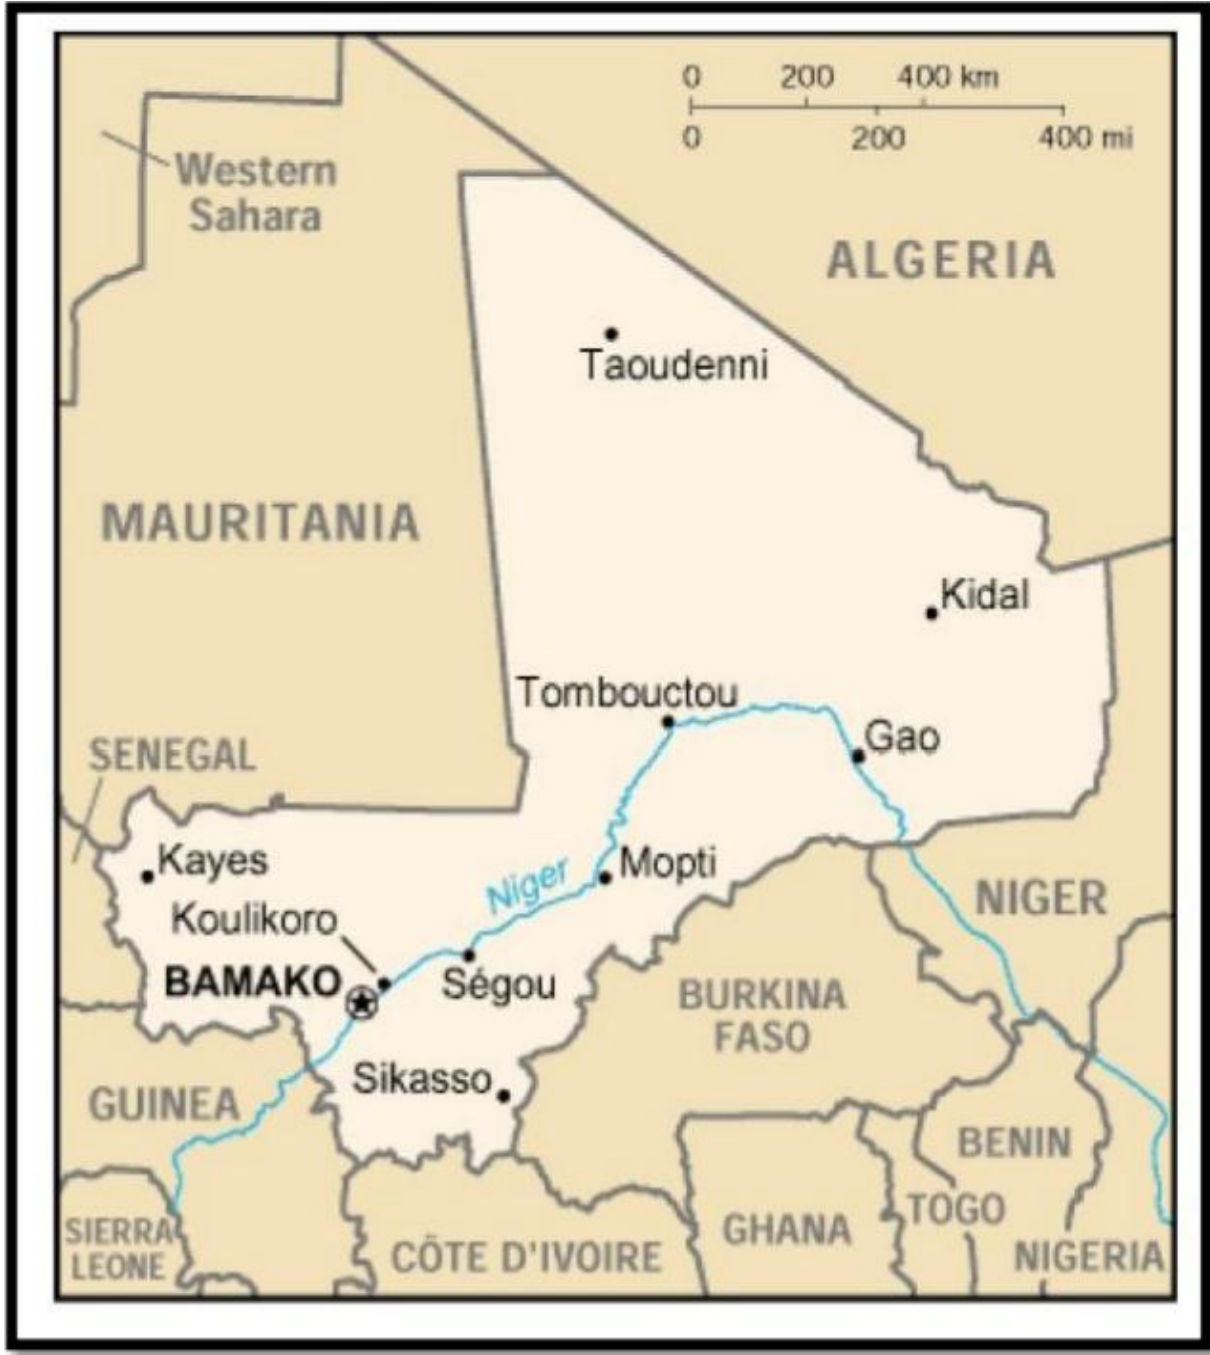 0 200 400 km
0 200 400 mi
Western
Sahara
ALGERIA
Taoudenni
MAURITANIA
Kidal
Tombouctou
Gao
SENEGAL
Kayes
Niger
Mopti
NIGER
Koulikoro
BAMAKO
Ségou
BURKINA
FASO
Sikasso
GUINEA
BENIN
TOGO
SIERRA
LEONE
CÔTE D'IVOIRE
GHANA
NIGERIA